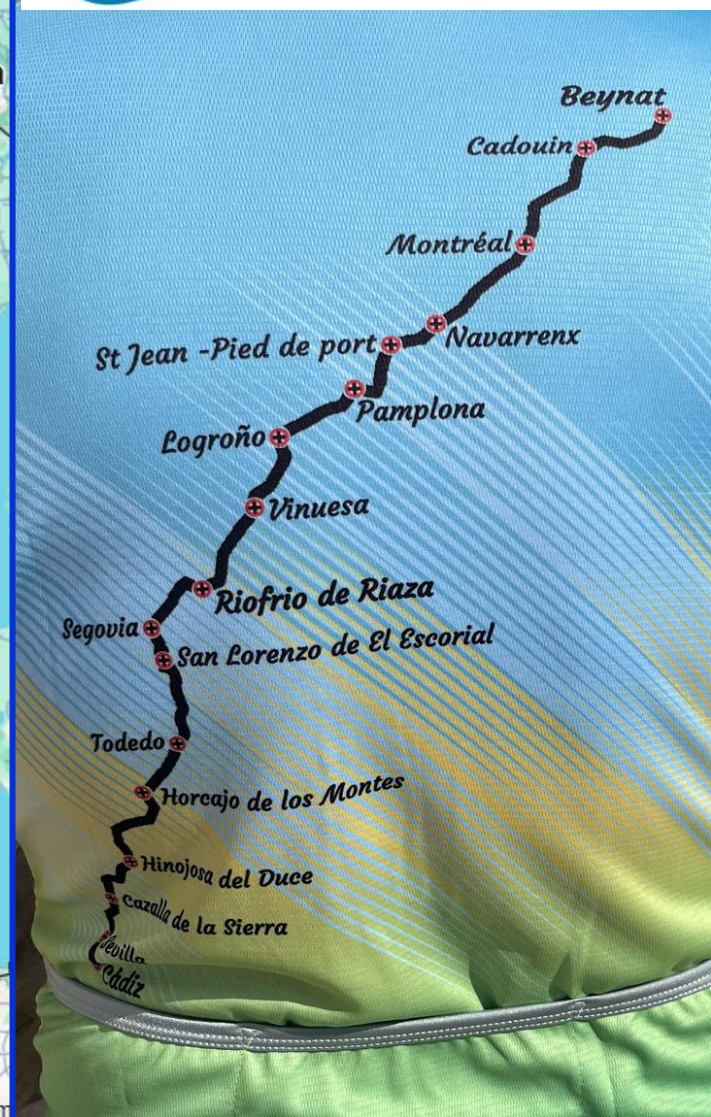 Beynat
Cadouin
Montréal
Navarrenx
St Jean -Pied de port
Pamplona
Logroño
Vinuesa
Riofrio de Riaza
Segovia
San Lorenzo de El Escorial
Todedo
Horcajo de los Montes
Hinojosa del Duce
Cazalla de la Sierra
Sevilla
Cádiz